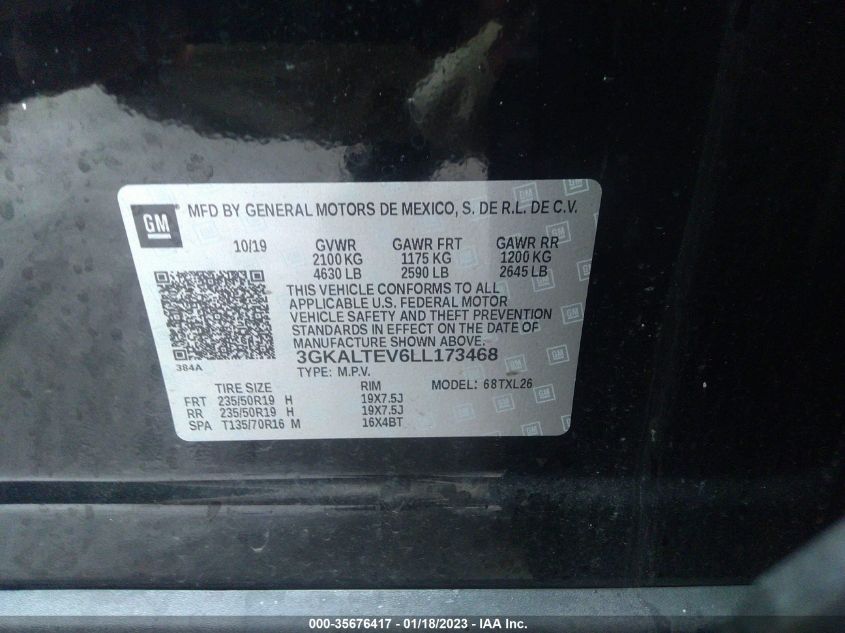 GM MFD BY GENERAL MOTORS DE MEXICO, S. DE R.L. DE C.V.
10/19 GVWR GAWR FRT GAWR RR
2100 KG 1175 KG 1200 KG
4630 LB 2590 LB 2645 LB
THIS VEHICLE CONFORMS TO ALL
APPLICABLE U.S. FEDERAL MOTOR
VEHICLE SAFETY AND THEFT PREVENTION
STANDARDS IN EFFECT ON THE DATE OF
MANUFACTURE SHOWN ABOVE.
3GKALTEV6LL173468
384A
TYPE: M.P.V. MODEL: 68TXL26
TIRE SIZE RIM
FRT 235/50R19 H 19X7.5J
RR 235/50R19 H 19X7.5J
SPA T135/70R16 M 16X4BT
000-35676417 - 01/18/2023 - IAA Inc.